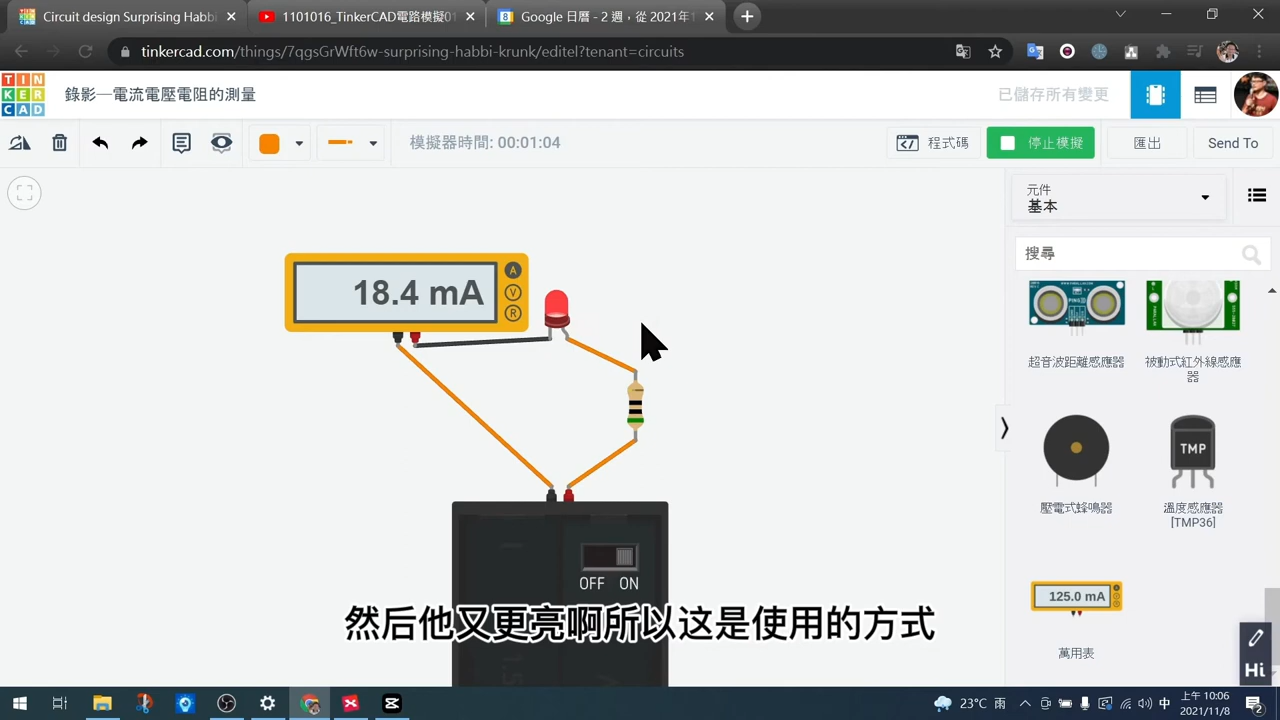 Circuit design Surprising Habbi
1101016_TinkerCAD電路模擬01
Google 日曆 - 2 週，從 2021年1
tinkercad.com/things/7qgsGrWft6w-surprising-habbi-krunk/editel?tenant=circuits
TIN
KER
CAD
錄影─電流電壓電阻的測量
已儲存所有變更
模擬器時間: 00:01:04
程式碼
停止模擬
匯出
Send To
元件
基本
搜尋
18.4 mA
A
V
R
超音波距離感應器
被動式紅外線感應
器
壓電式蜂鳴器
TMP
溫度感應器
[TMP36]
125.0 mA
萬用表
OFF ON
然后他又更亮啊所以这是使用的方式
Hi
23°C 雨
中
上午 10:06
2021/11/8
2